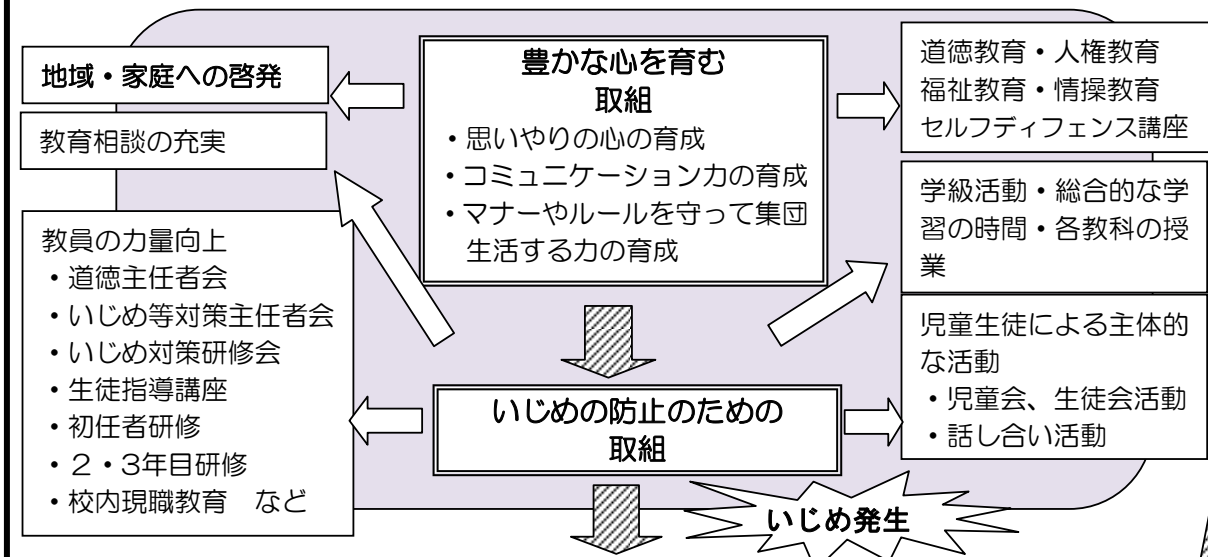 地域・家庭への啓発
教育相談の充実
教員の力量向上
・道徳主任者会
・いじめ等対策主任者会
・いじめ対策研修会
・生徒指導講座
・初任者研修
・２・３年目研修
・校内現職教育　など
豊かな心を育む
取組
・思いやりの心の育成
・コミュニケーション力の育成
・マナーやルールを守って集団
生活する力の育成
いじめの防止のための
取組
いじめ発生
道徳教育・人権教育
福祉教育・情操教育
セルフディフェンス講座
学級活動・総合的な学
習の時間・各教科の授
業
児童生徒による主体的
な活動
・児童会、生徒会活動
・話し合い活動